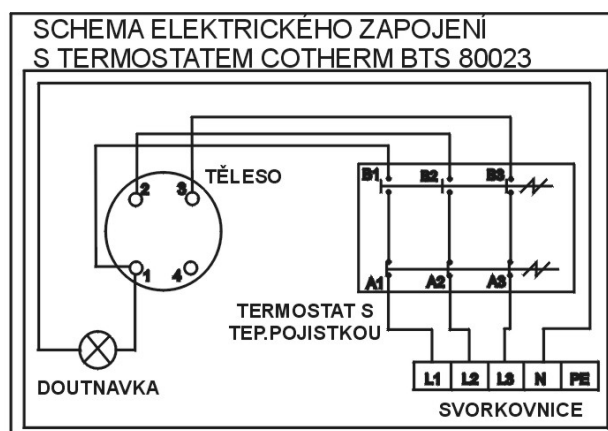 SCHEMA ELEKTRICKÉHO ZAPOJENÍ
S TERMOSTATEM COTHERM BTS 80023
B1 B2 B3
2 3 TĚLESO
1 4
A1 A2 A3
TERMOSTAT S
TEP.POJISTKOU
L1 L2 L3 N PE
DOUTNAVKA
SVORKOVNICE